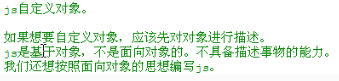 js自定义对象。
如果想要自定义对象，应该先对对象进行描述。
js是基于对象，不是面向对象的。不具备描述事物的能力。
我们还想按照面向对象的思想编写js。